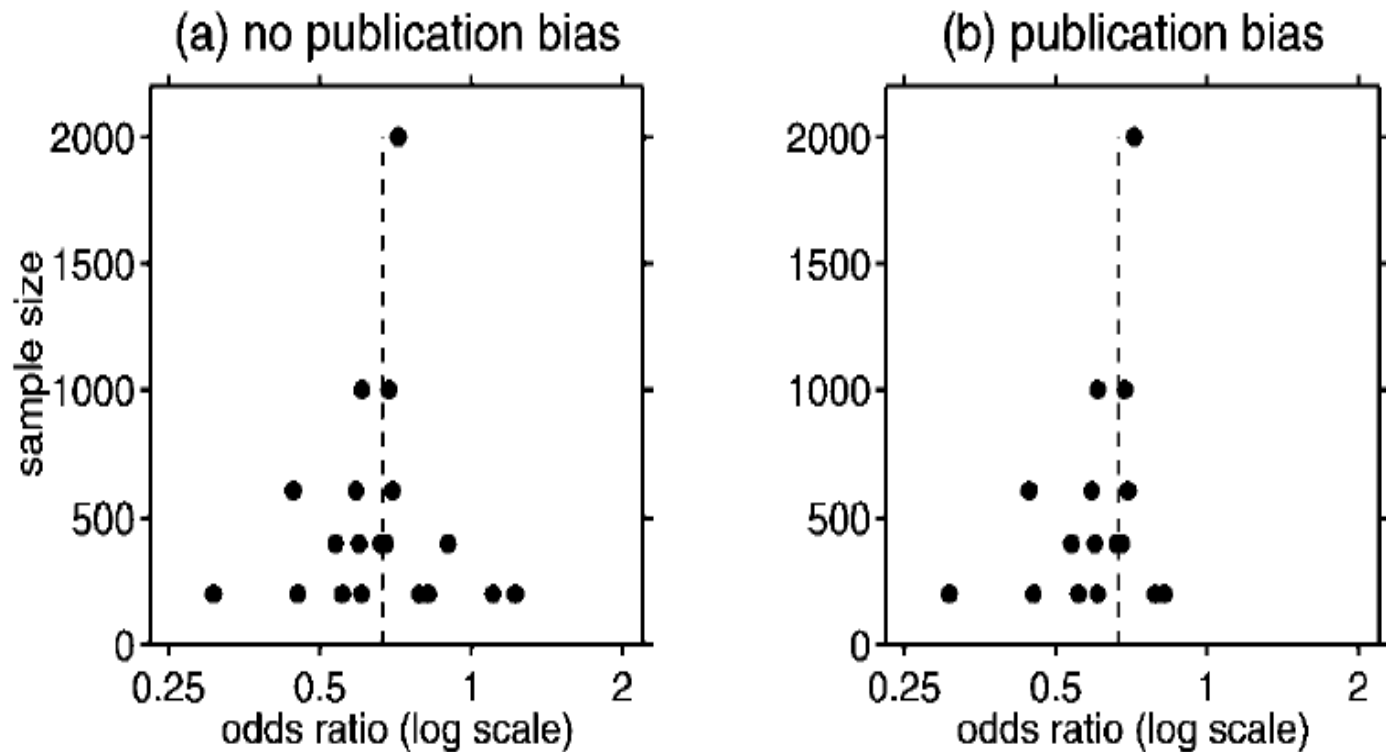 (a) no publication bias
(b) publication bias
sample size
2000
1500
1000
500
0
0.25 0.5 1 2
odds ratio (log scale)
2000
1500
1000
500
0
0.25 0.5 1 2
odds ratio (log scale)